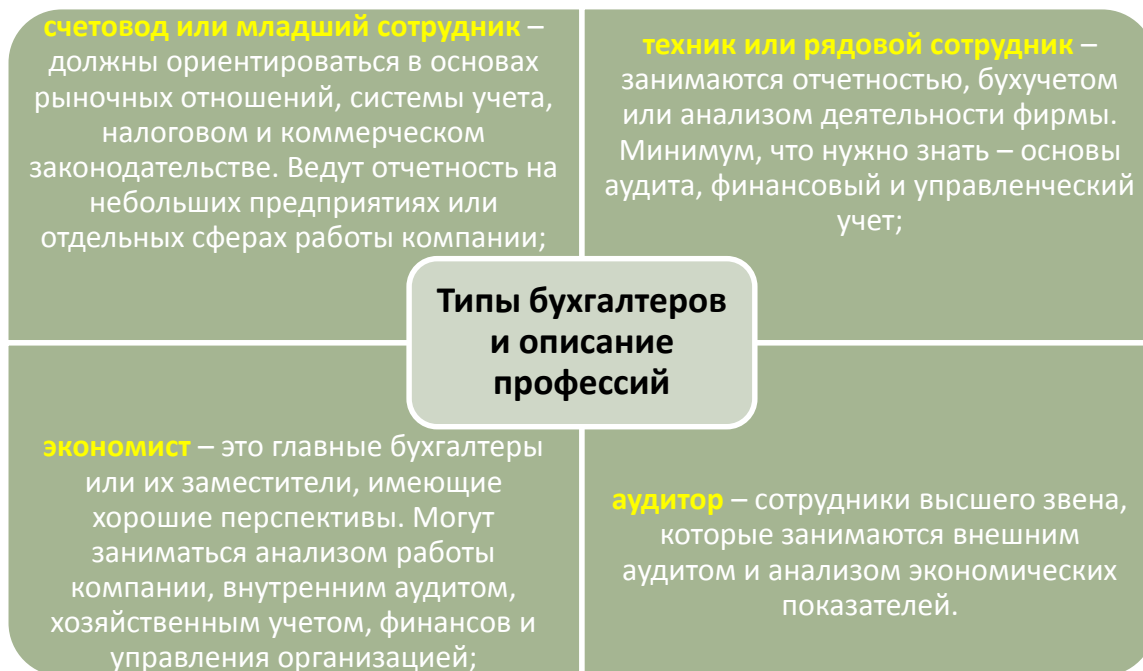 счетовод или младший сотрудник –
должны ориентироваться в основах
рыночных отношений, системы учета,
налоговом и коммерческом
законодательстве. Ведут отчетность на
небольших предприятиях или
отдельных сферах работы компании;
техник или рядовой сотрудник –
занимаются отчетностью, бухучетом
или анализом деятельности фирмы.
Минимум, что нужно знать – основы
аудита, финансовый и управленческий
учет;
Типы бухгалтеров
и описание
профессий
экономист – это главные бухгалтеры
или их заместители, имеющие
хорошие перспективы. Могут
заниматься анализом работы
компании, внутренним аудитом,
хозяйственным учетом, финансов и
управления организацией;
аудитор – сотрудники высшего звена,
которые занимаются внешним
аудитом и анализом экономических
показателей.